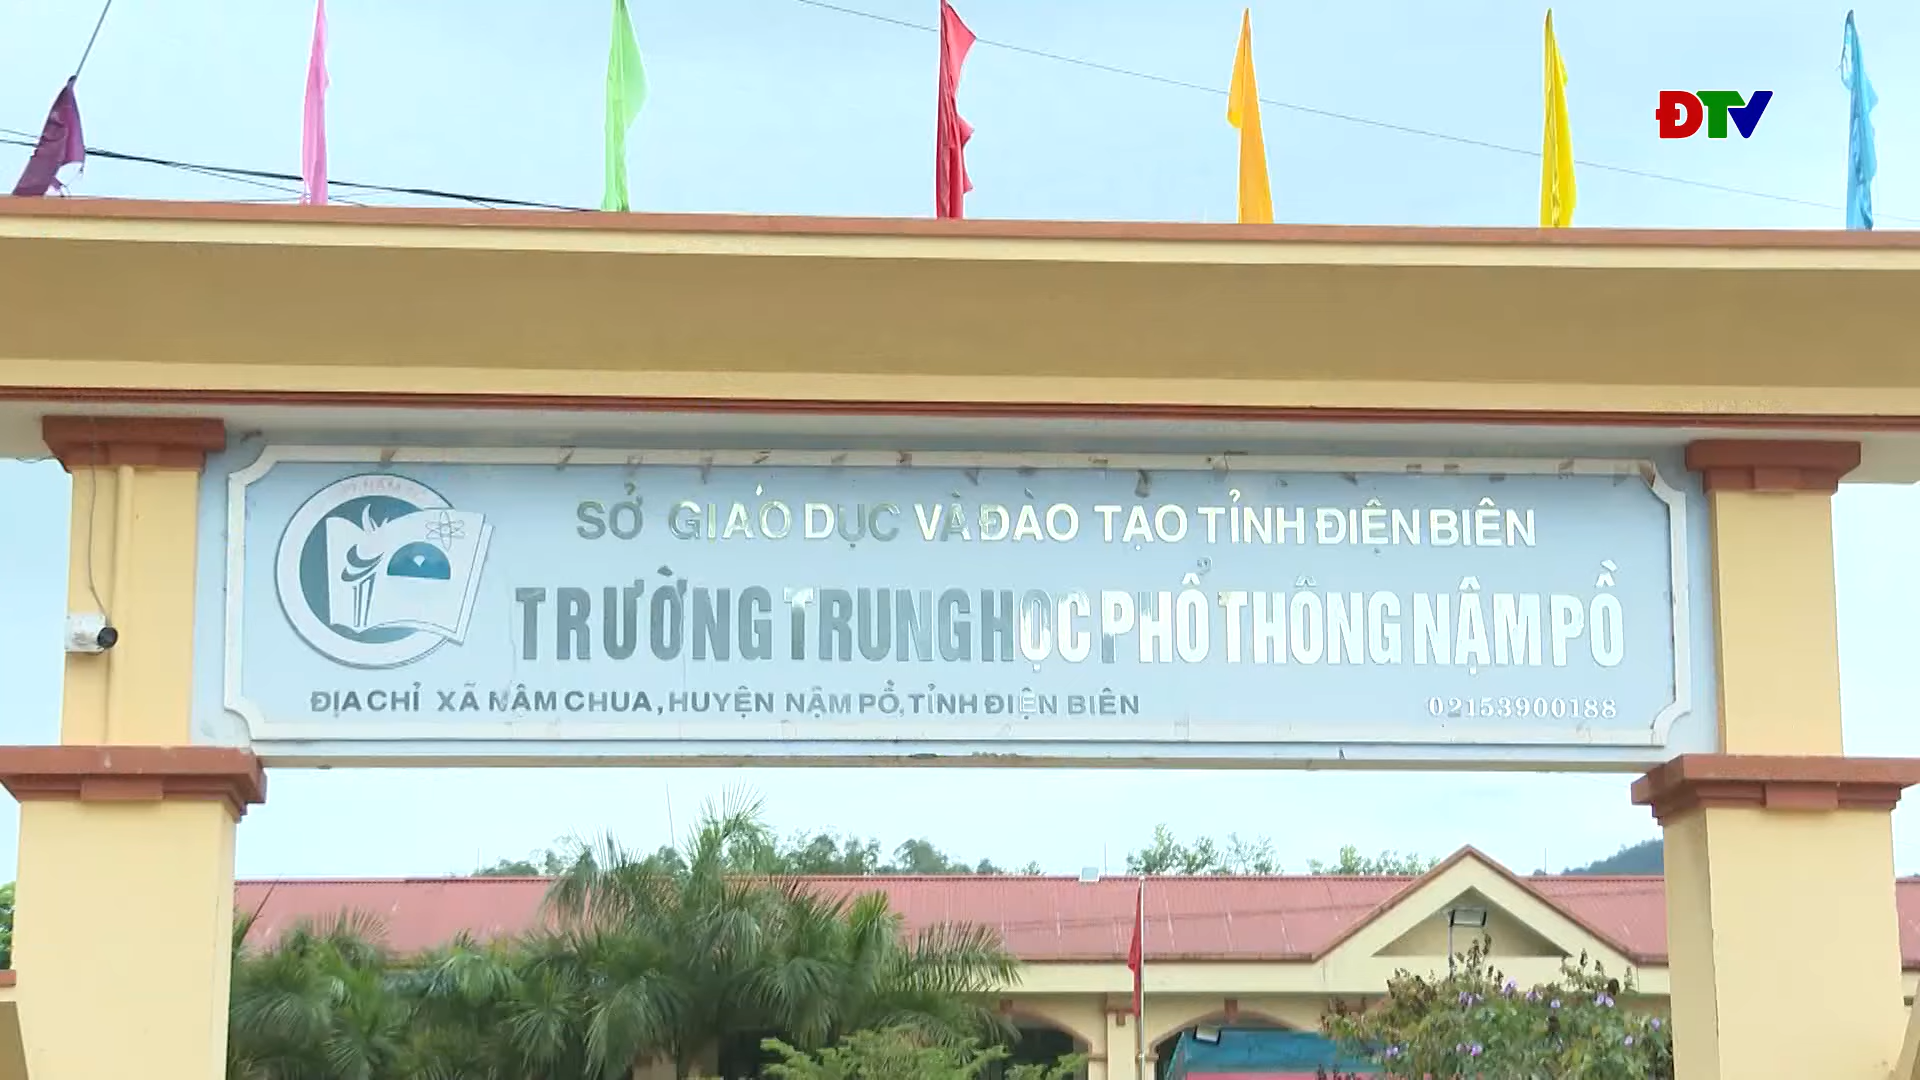 ĐTV
SỞ GIÁO DỤC VÀ ĐÀO TẠO TỈNH ĐIỆN BIÊN
TRƯỜNG TRUNG HỌC PHỔ THÔNG NẬM PỒ
ĐỊA CHỈ XÃ NÂM CHUA, HUYỆN NẬM PỒ, TỈNH ĐIỆN BIÊN
02153900188